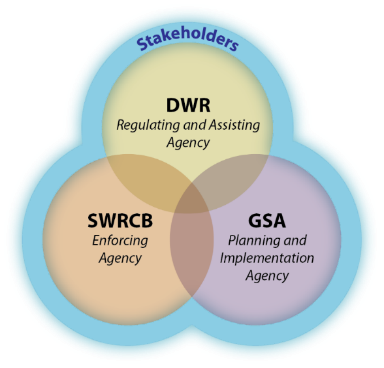 Stakeholders
DWR
Regulating and Assisting
Agency
SWRCB
Enforcing
Agency
GSA
Planning and
Implementation
Agency